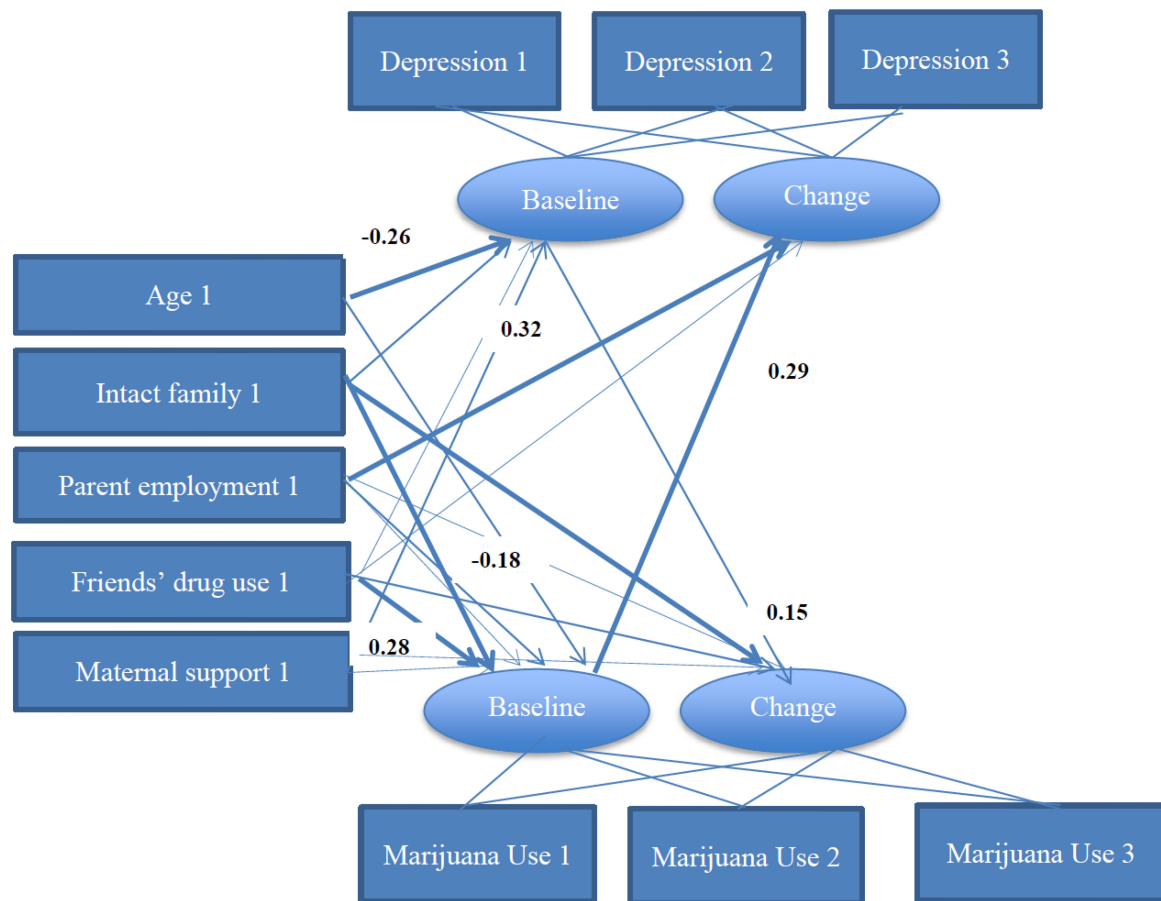 Depression 1
Depression 2
Depression 3
Baseline
Change
-0.26
Age 1
0.32
Intact family 1
0.29
Parent employment 1
Friends’ drug use 1
-0.18
0.15
Maternal support 1
0.28
Baseline
Change
Marijuana Use 1
Marijuana Use 2
Marijuana Use 3